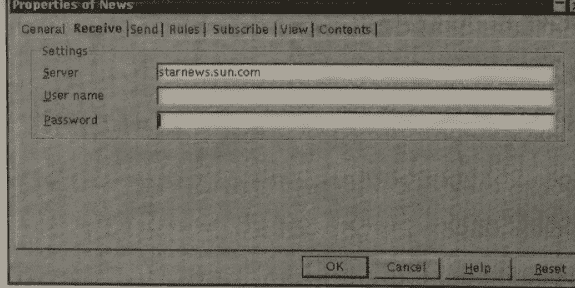 Properties of News
General Receive Send Rules Subscribe View Contents
Settings
Server starnews.sun.com
User name
Password
OK Cancel Help Reset